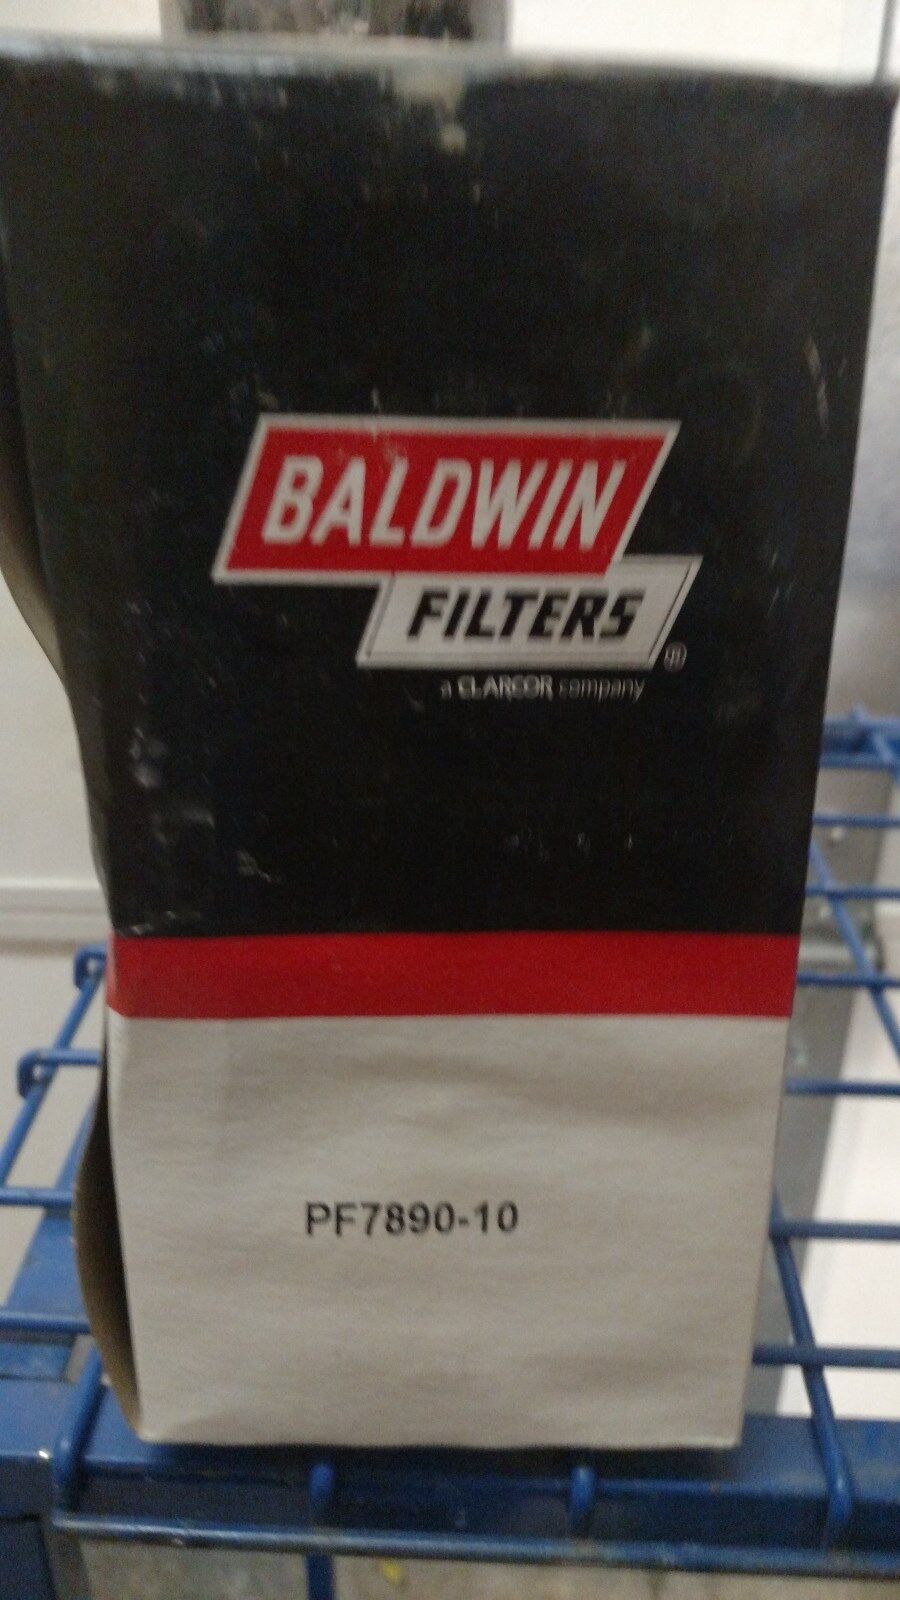 BALDWIN
FILTERS
®
a CLARCOR company
PF7890-10